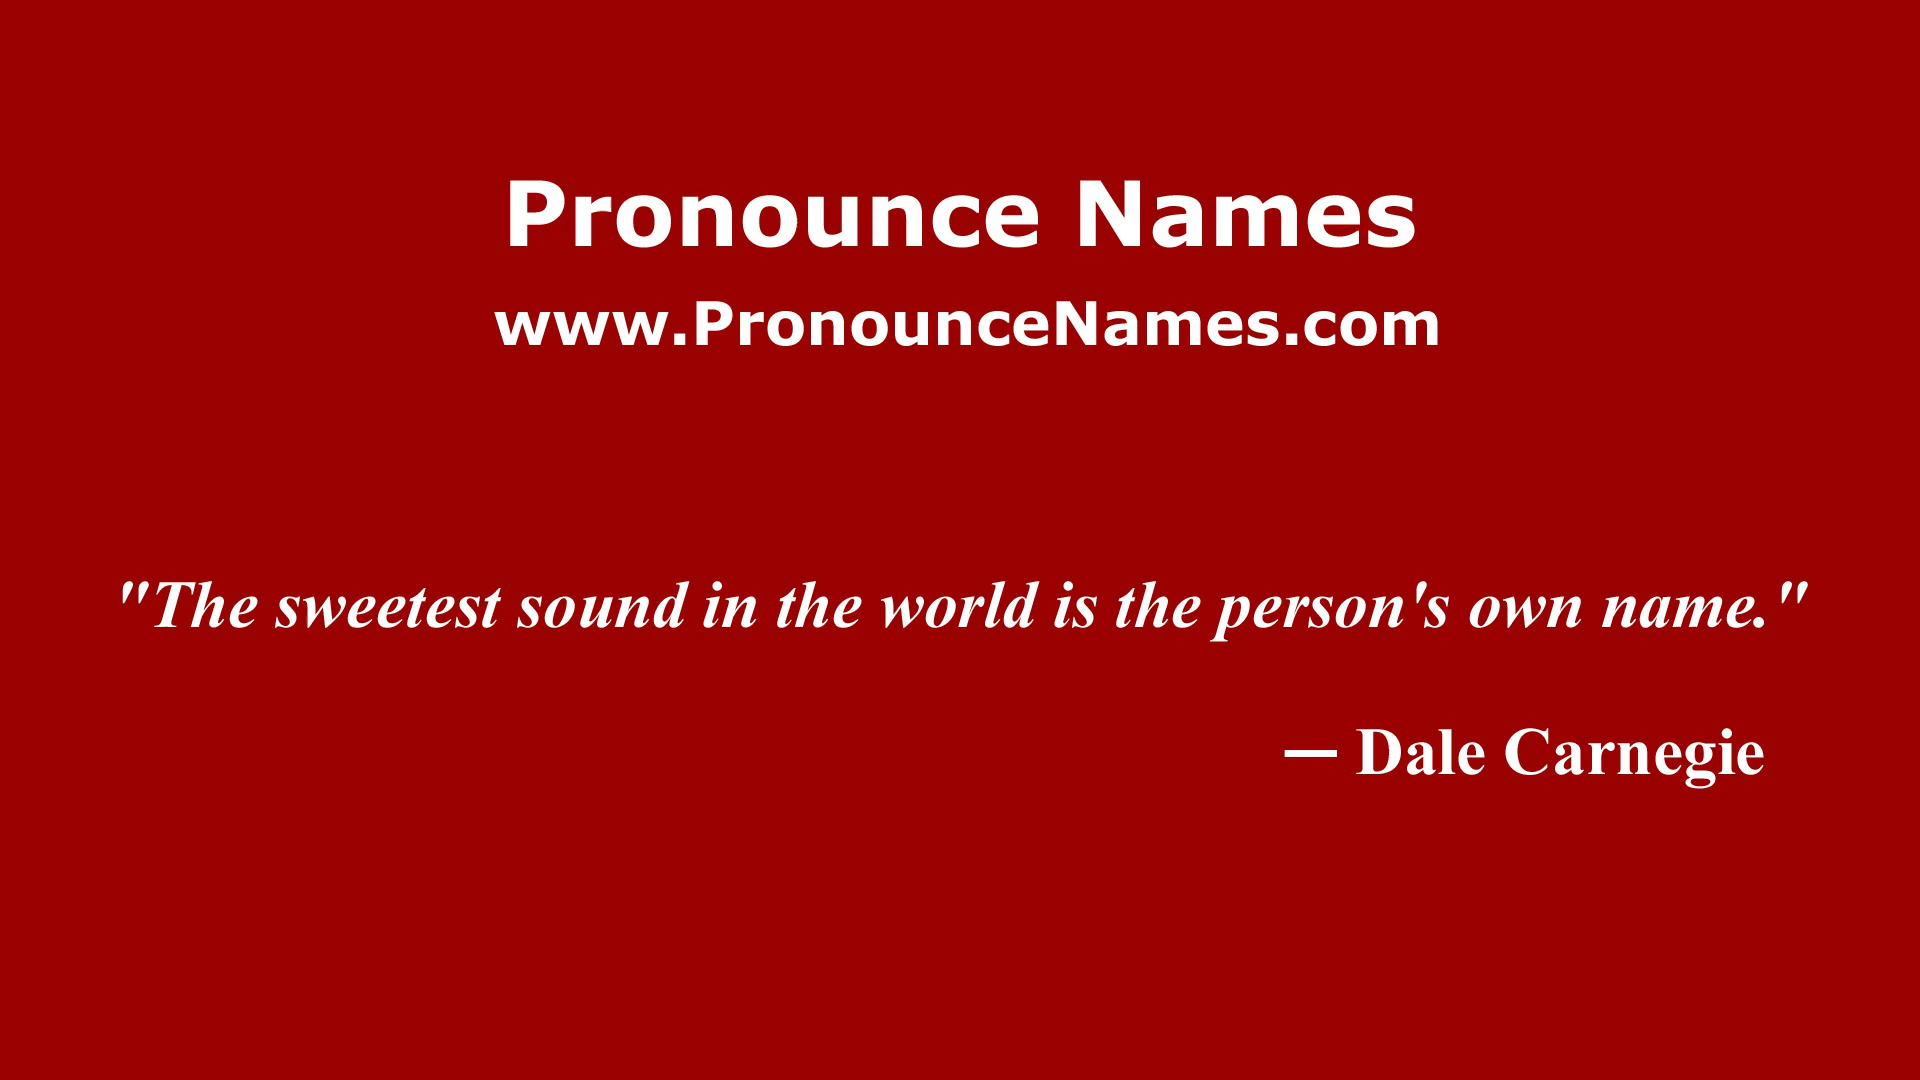 Pronounce Names
www.PronounceNames.com
"The sweetest sound in the world is the person's own name."
— Dale Carnegie